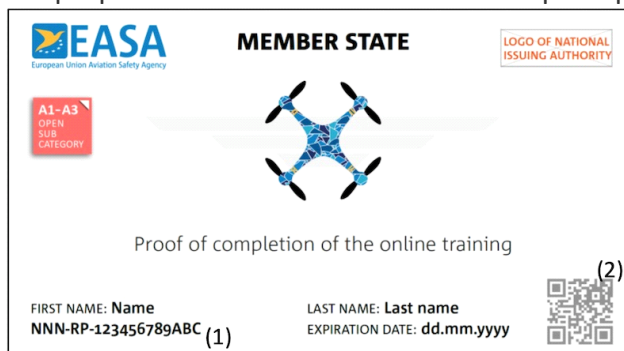 EASA
European Union Aviation Safety Agency
MEMBER STATE
LOGO OF NATIONAL
ISSUING AUTHORITY
A1-A3
OPEN
SUB
CATEGORY
Proof of completion of the online training
(2)
FIRST NAME: Name
LAST NAME: Last name
NNN-RP-123456789ABC (1)
EXPIRATION DATE: dd.mm.yyyy